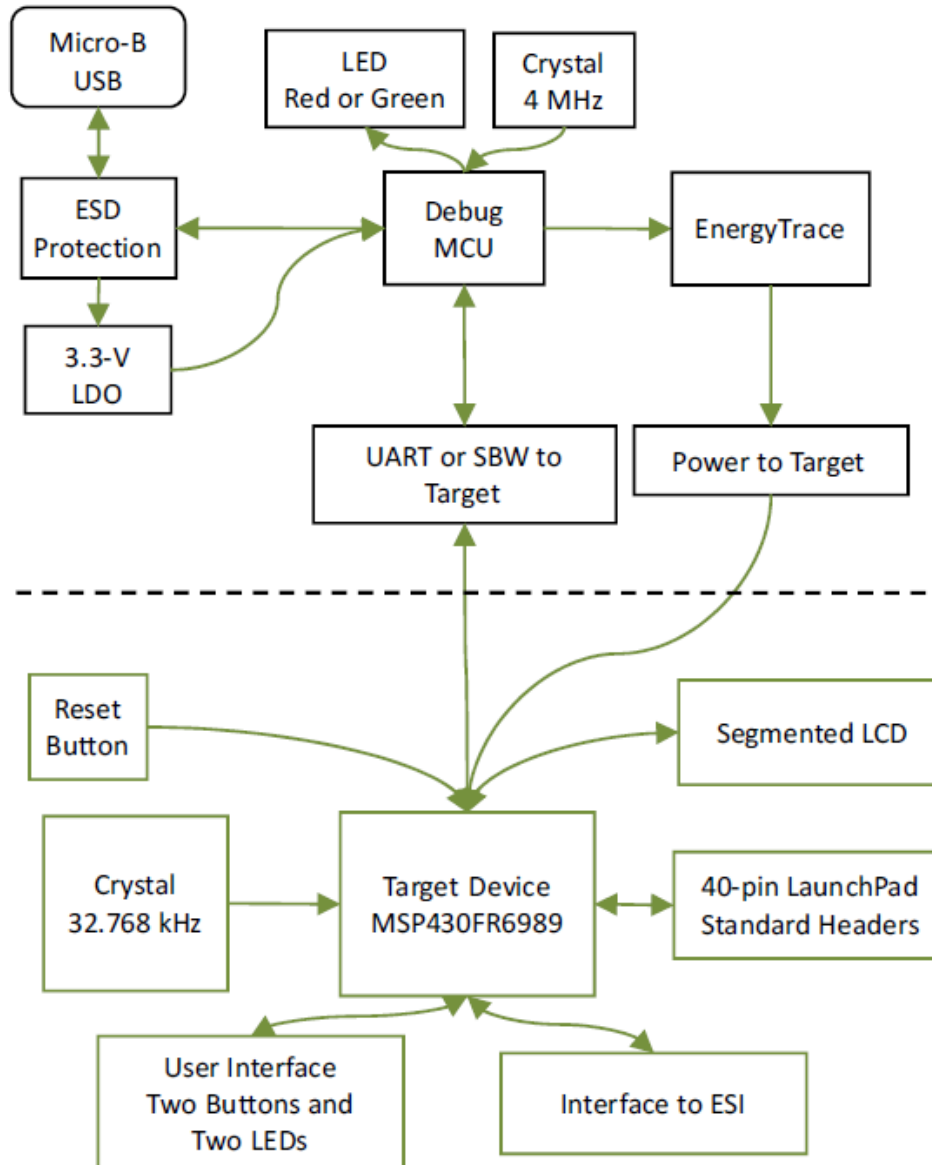 Micro-B
USB
LED
Red or Green
Crystal
4 MHz
ESD
Protection
Debug
MCU
EnergyTrace
3.3-V
LDO
UART or SBW to
Target
Power to Target
Reset
Button
Segmented LCD
Crystal
32.768 kHz
Target Device
MSP430FR6989
40-pin LaunchPad
Standard Headers
User Interface
Two Buttons and
Two LEDs
Interface to ESI